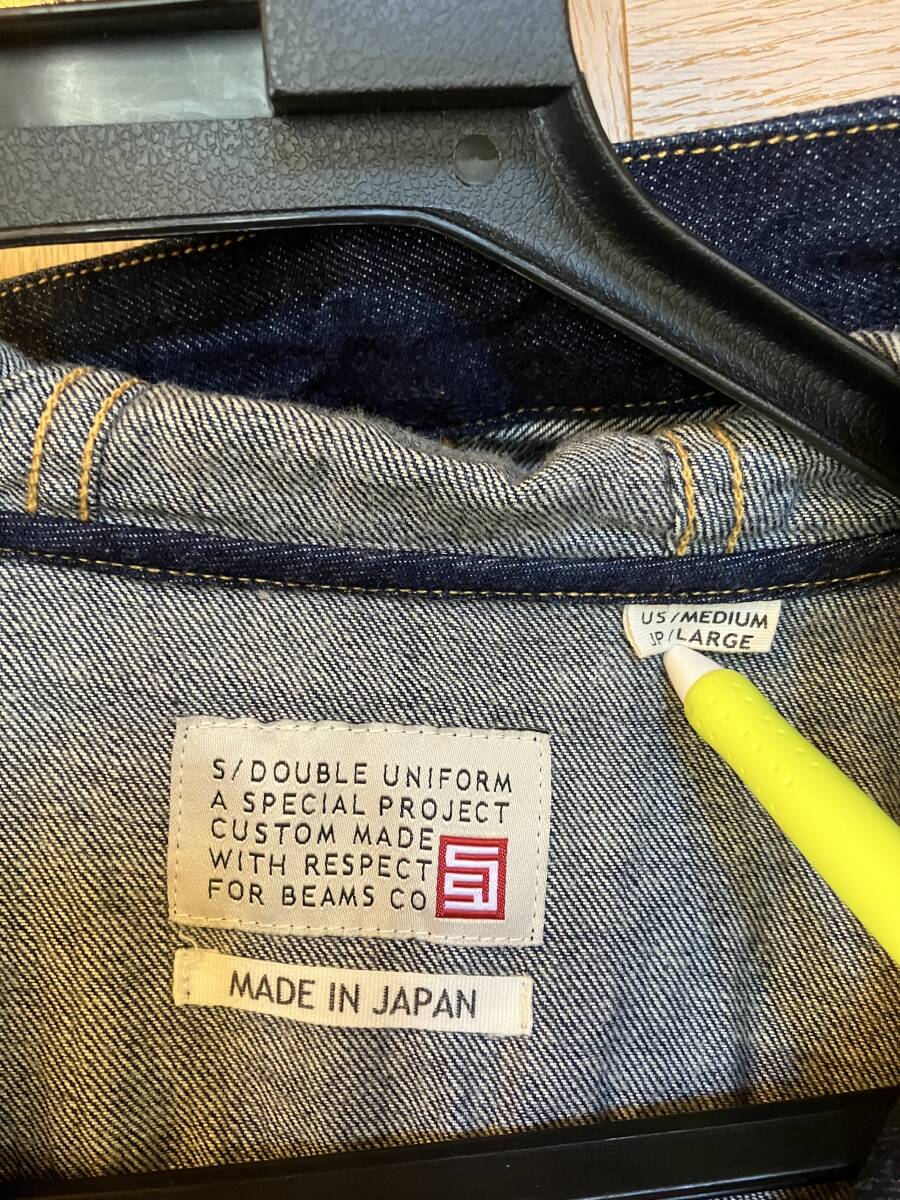 US/MEDIUM
JP/LARGE
S/DOUBLE UNIFORM
A SPECIAL PROJECT
CUSTOM MADE
WITH RESPECT
FOR BEAMS CO
MADE IN JAPAN